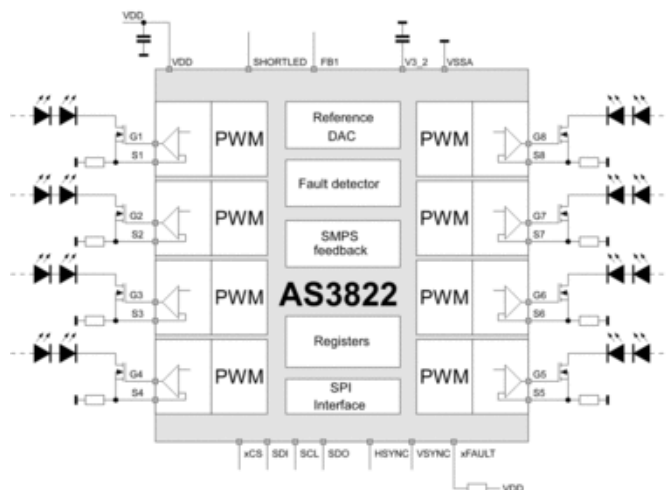 VDD
VDD SHORTLED FB1 V3_2 VSSA
G1 PWM Reference DAC PWM G8
S1 S8
G2 PWM Fault detector PWM G7
S2 S7
SMPS feedback
G3 PWM AS3822 PWM G6
S3 S6
Registers
G4 PWM SPI Interface PWM G5
S4 S5
xCS SDI SCL SDO HSYNC VSYNC xFAULT
VDD